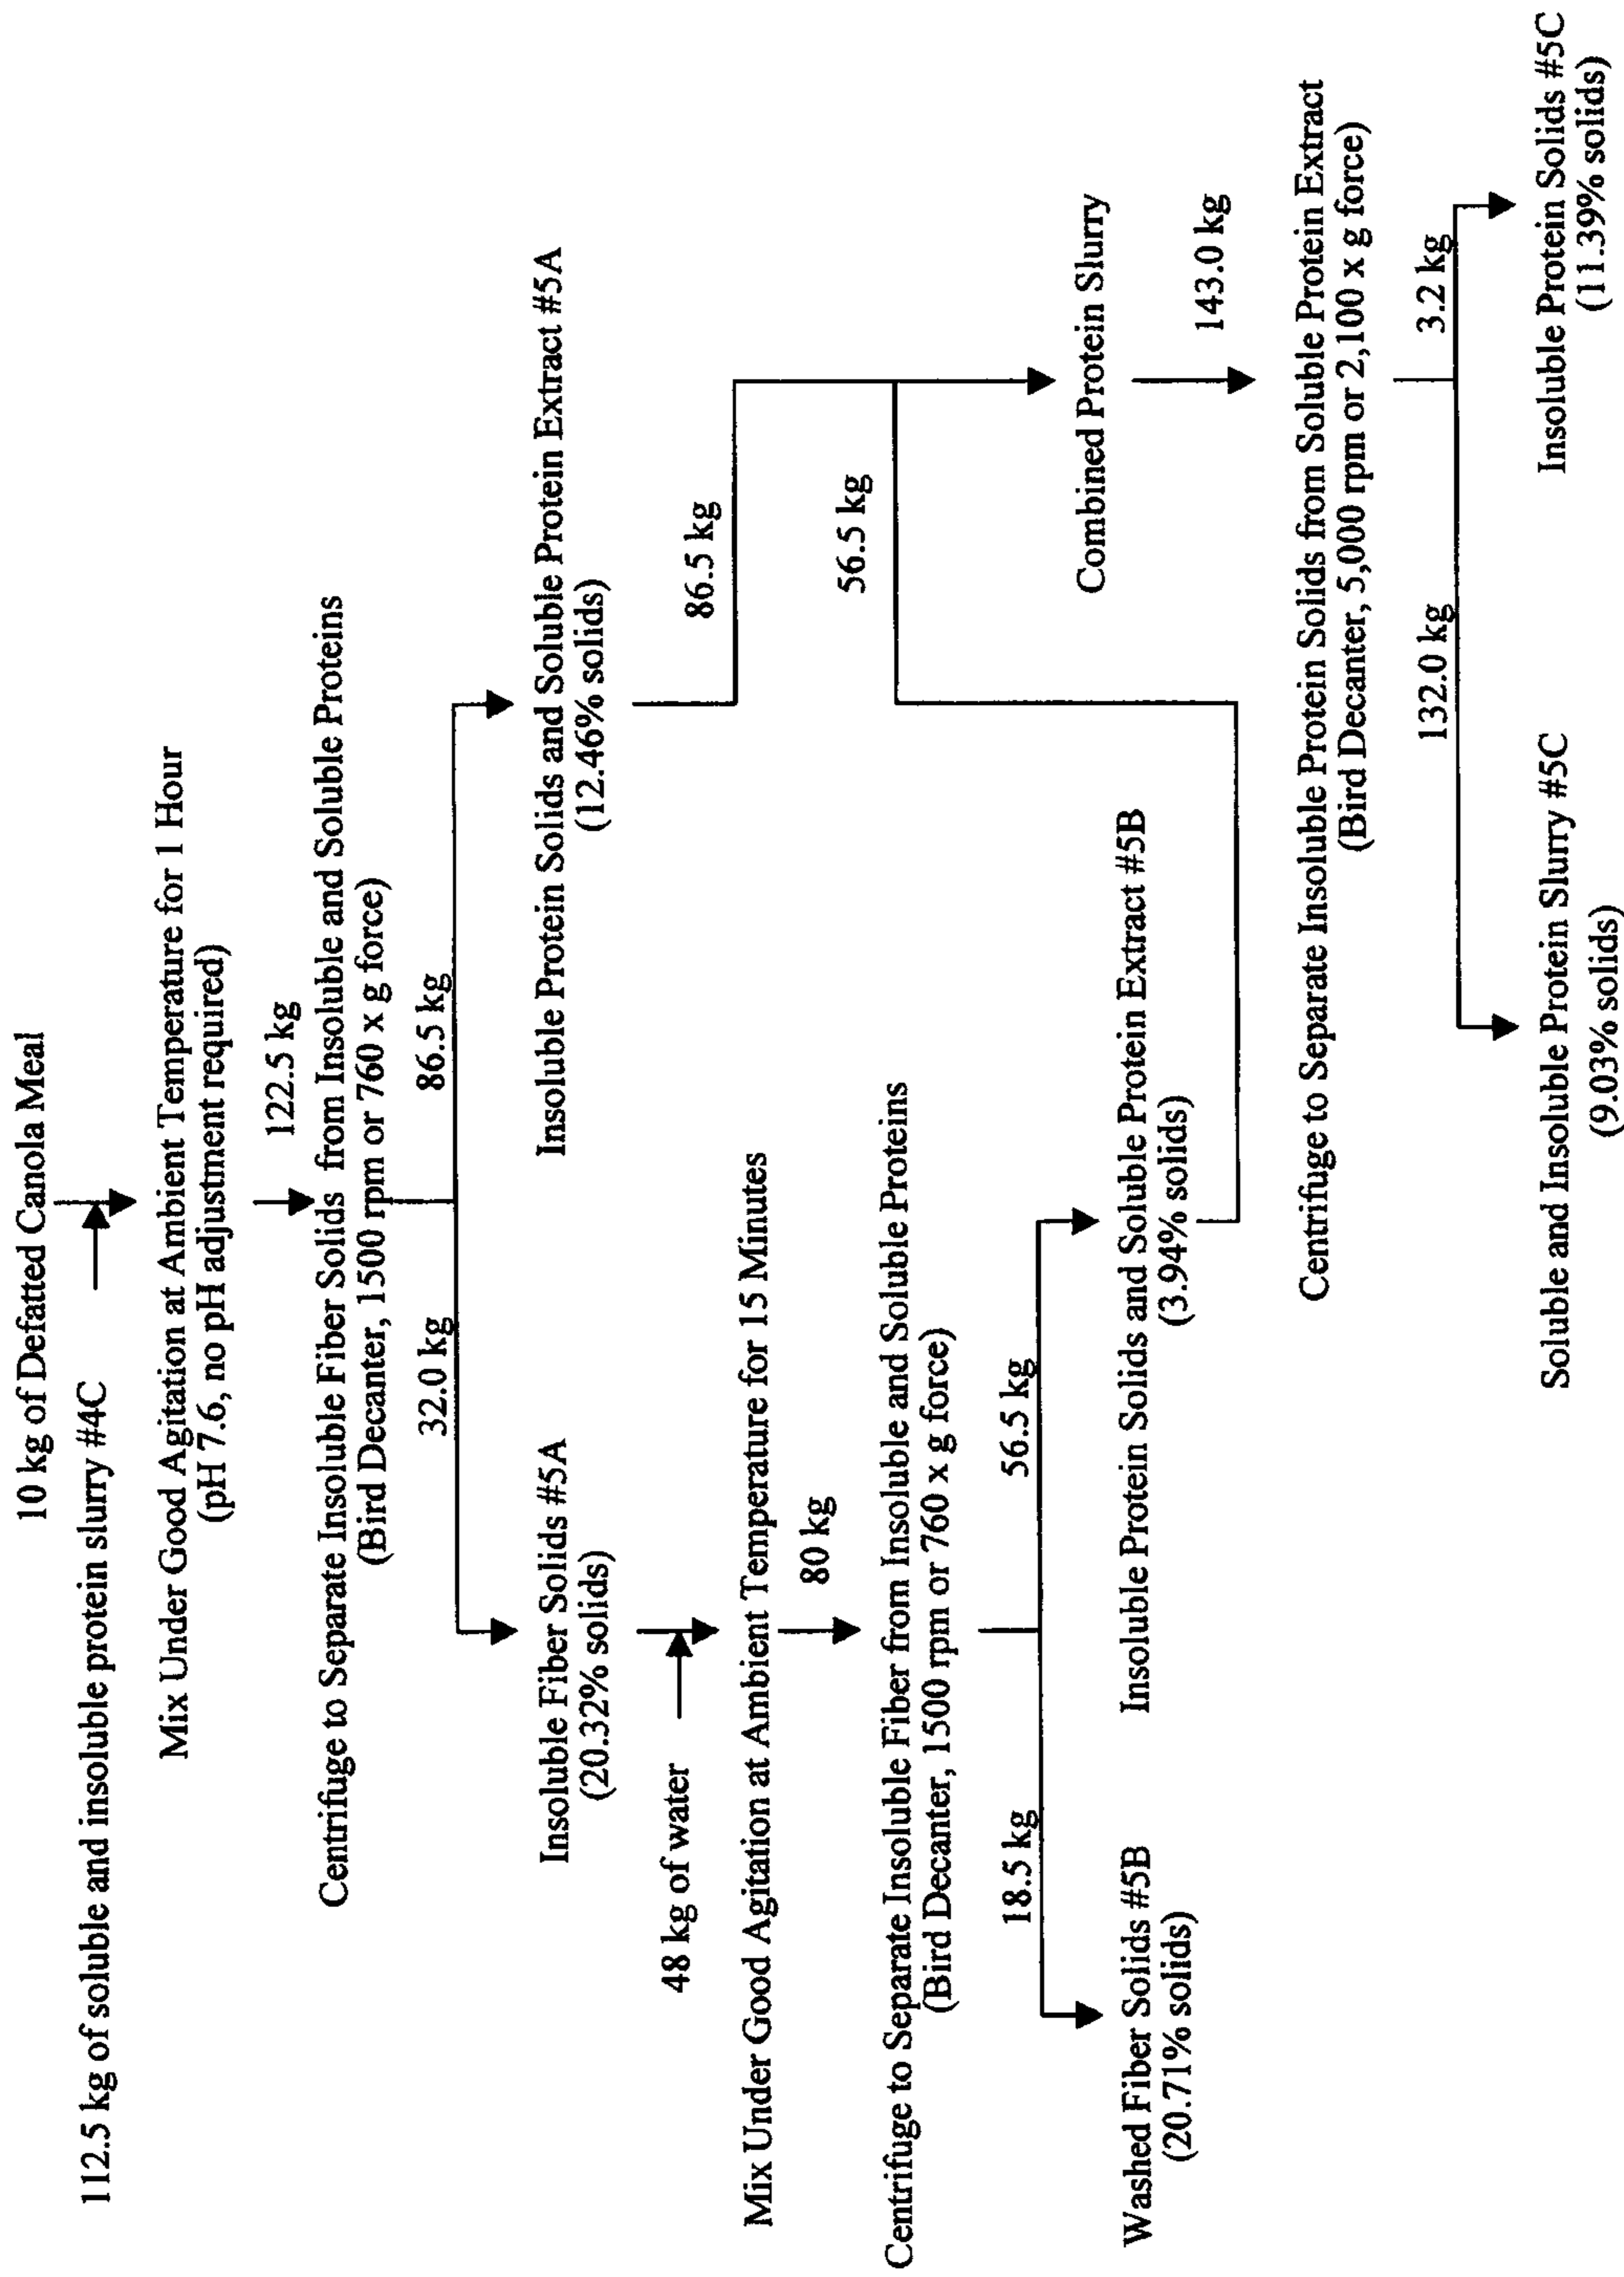 10 kg of Defatted Canola Meal
112.5 kg of soluble and insoluble protein slurry #4C
Mix Under Good Agitation at Ambient Temperature for 1 Hour
(pH 7.6, no pH adjustment required)
122.5 kg
Centrifuge to Separate Insoluble Fiber Solids from Insoluble and Soluble Proteins
(Bird Decanter, 1500 rpm or 760 x g force)
32.0 kg
86.5 kg
Insoluble Fiber Solids #5A
(20.32% solids)
Insoluble Protein Solids and Soluble Protein Extract #5A
(12.46% solids)
48 kg of water
86.5 kg
Mix Under Good Agitation at Ambient Temperature for 15 Minutes
80 kg
56.5 kg
Centrifuge to Separate Insoluble Fiber from Insoluble and Soluble Proteins
(Bird Decanter, 1500 rpm or 760 x g force)
18.5 kg
56.5 kg
Combined Protein Slurry
Washed Fiber Solids #5B
(20.71% solids)
Insoluble Protein Solids and Soluble Protein Extract #5B
(3.94% solids)
143.0 kg
Centrifuge to Separate Insoluble Protein Solids from Soluble Protein Extract
(Bird Decanter, 5,000 rpm or 2,100 x g force)
132.0 kg
3.2 kg
Soluble and Insoluble Protein Slurry #5C
(9.03% solids)
Insoluble Protein Solids #5C
(11.39% solids)